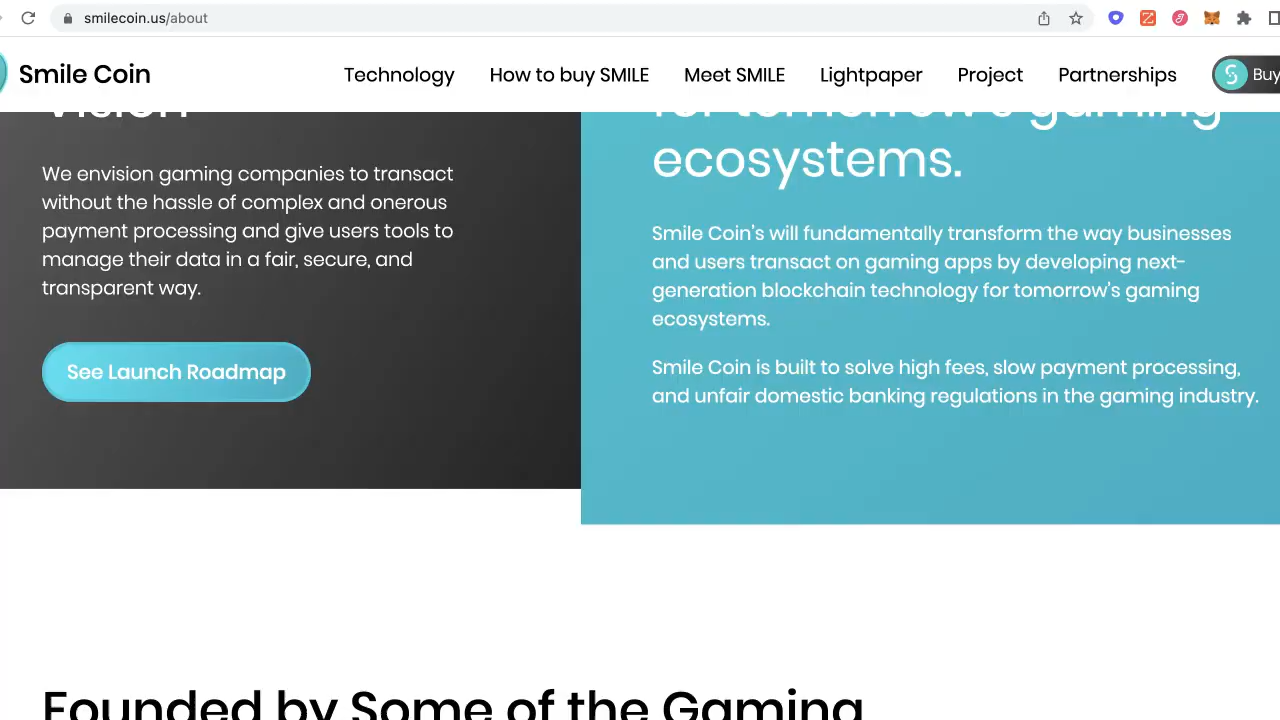 smilecoin.us/about
Smile Coin
Technology
How to buy SMILE
Meet SMILE
Lightpaper
Project
Partnerships
Buy
Vision
for tomorrow's gaming
ecosystems.
We envision gaming companies to transact
without the hassle of complex and onerous
payment processing and give users tools to
manage their data in a fair, secure, and
transparent way.
See Launch Roadmap
Smile Coin's will fundamentally transform the way businesses
and users transact on gaming apps by developing next-
generation blockchain technology for tomorrow's gaming
ecosystems.
Smile Coin is built to solve high fees, slow payment processing,
and unfair domestic banking regulations in the gaming industry.
Founded by Some of the Gaming